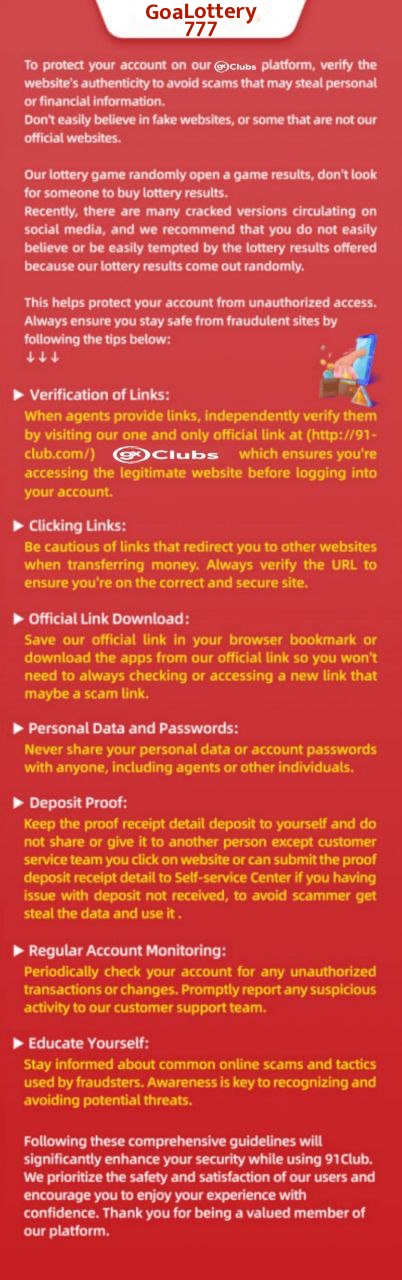 GoaLottery
777
To protect your account on our GK Clubs platform, verify the
website's authenticity to avoid scams that may steal personal
or financial information.
Don't easily believe in fake websites, or some that are not our
official websites.
Our lottery game randomly open a game results, don't look
for someone to buy lottery results.
Recently, there are many cracked versions circulating on
social media, and we recommend that you do not easily
believe or be easily tempted by the lottery results offered
because our lottery results come out randomly.
This helps protect your account from unauthorized access.
Always ensure you stay safe from fraudulent sites by
following the tips below:
↓↓↓
▶ Verification of Links:
When agents provide links, independently verify them
by visiting our one and only official link at (http://91-
club.com/) GK Clubs which ensures you're
accessing the legitimate website before logging into
your account.
▶ Clicking Links:
Be cautious of links that redirect you to other websites
when transferring money. Always verify the URL to
ensure you're on the correct and secure site.
▶ Official Link Download:
Save our official link in your browser bookmark or
download the apps from our official link so you won't
need to always checking or accessing a new link that
maybe a scam link.
▶ Personal Data and Passwords:
Never share your personal data or account passwords
with anyone, including agents or other individuals.
▶ Deposit Proof:
Keep the proof receipt detail deposit to yourself and do
not share or give it to another person except customer
service team you click on website or can submit the proof
deposit receipt detail to Self-service Center if you having
issue with deposit not received, to avoid scammer get
steal the data and use it .
▶ Regular Account Monitoring:
Periodically check your account for any unauthorized
transactions or changes. Promptly report any suspicious
activity to our customer support team.
▶ Educate Yourself:
Stay informed about common online scams and tactics
used by fraudsters. Awareness is key to recognizing and
avoiding potential threats.
Following these comprehensive guidelines will
significantly enhance your security while using 91Club.
We prioritize the safety and satisfaction of our users and
encourage you to enjoy your experience with
confidence. Thank you for being a valued member of
our platform.